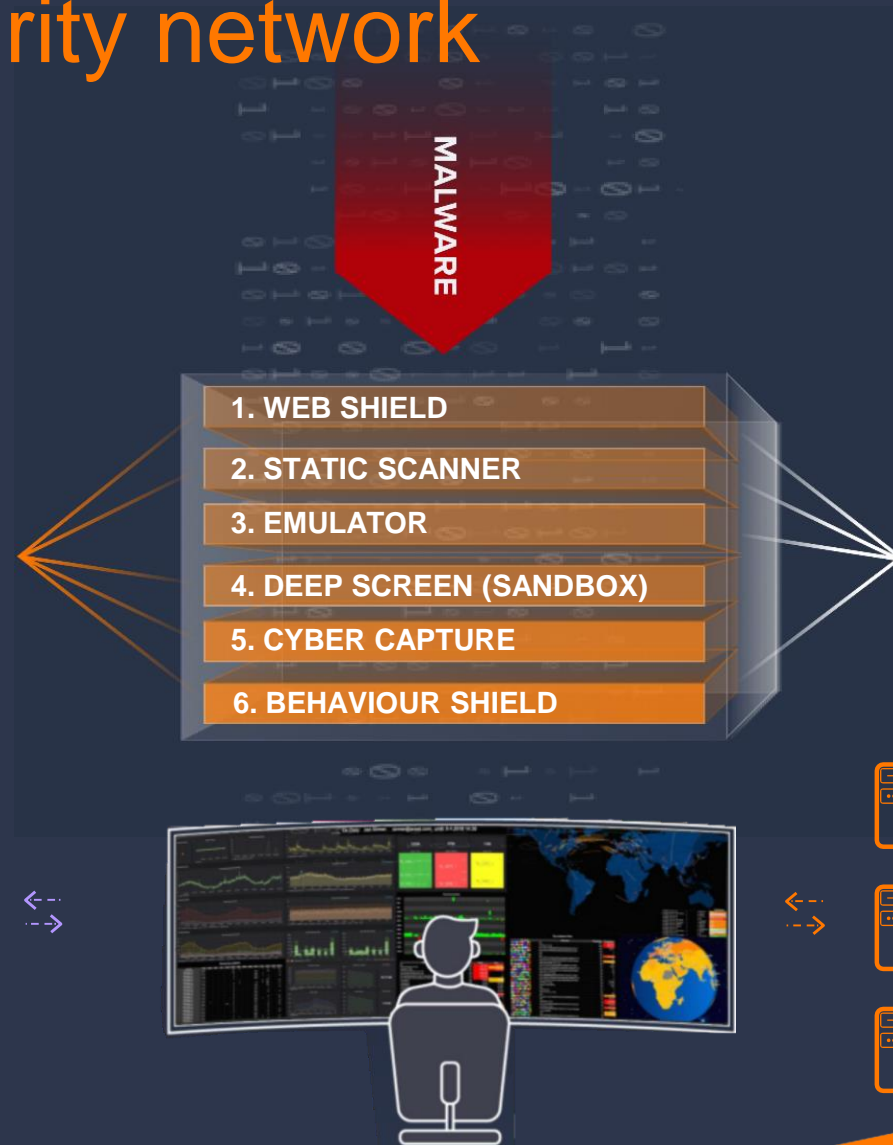 rity network
MALWARE
1. WEB SHIELD
2. STATIC SCANNER
3. EMULATOR
4. DEEP SCREEN (SANDBOX)
5. CYBER CAPTURE
6. BEHAVIOUR SHIELD